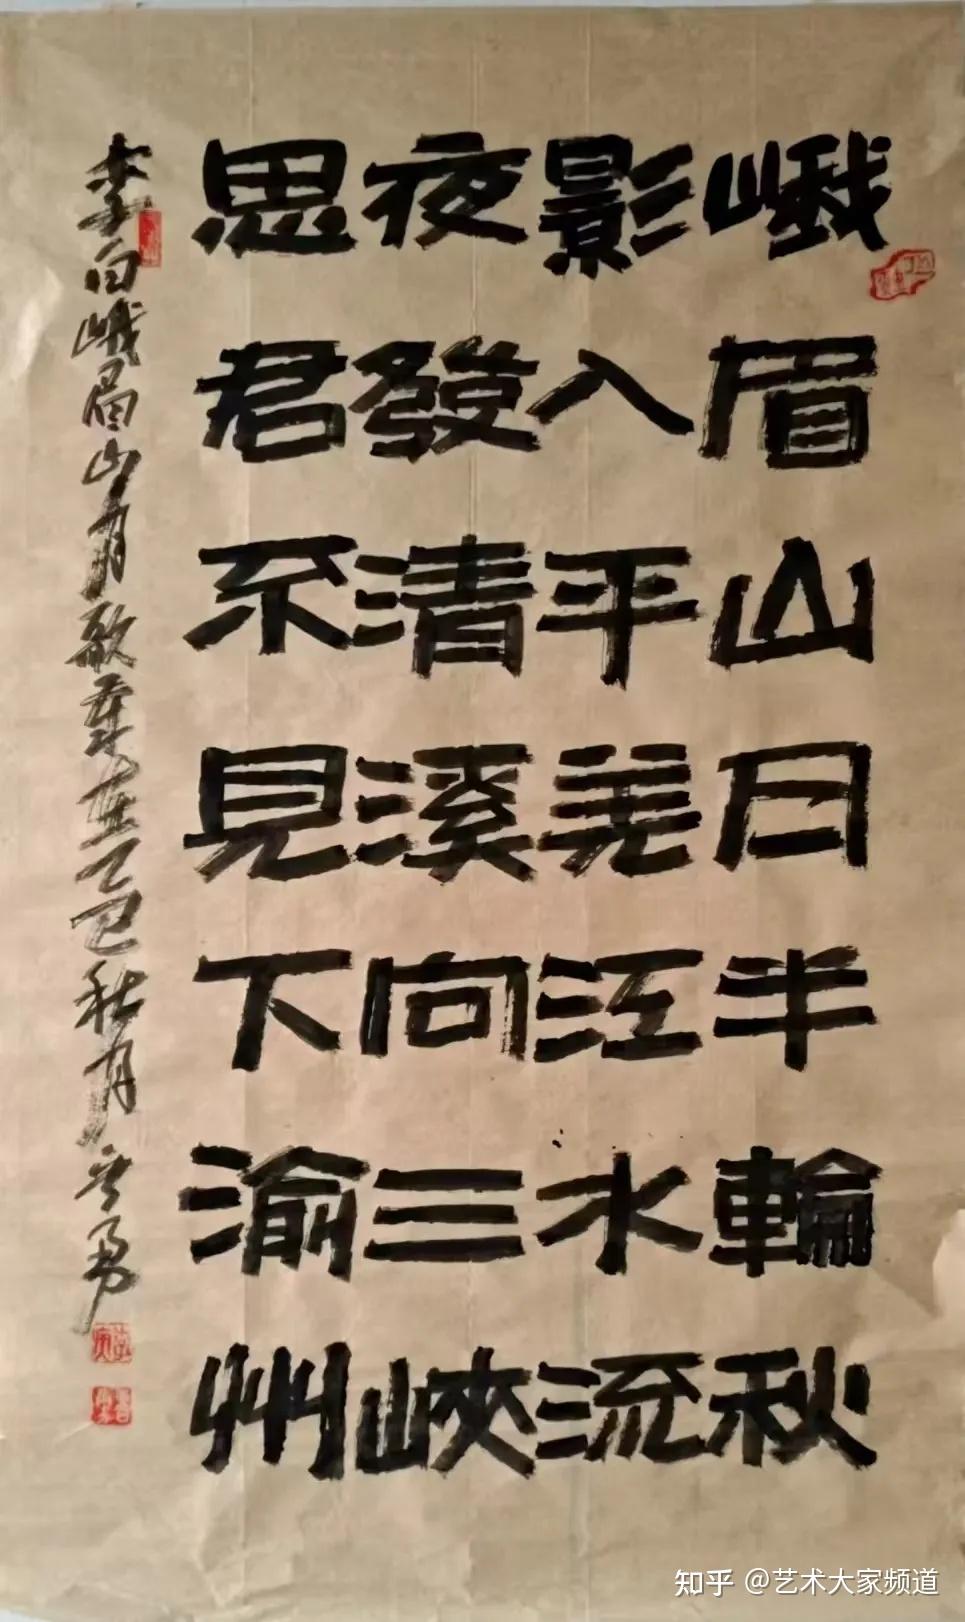 峨眉山月半輪秋
影入平羌江水流
夜發清溪向三峽
思君不見下渝州
李白峨眉山月歌歲在乙巳秋月
知乎 @艺术大家频道